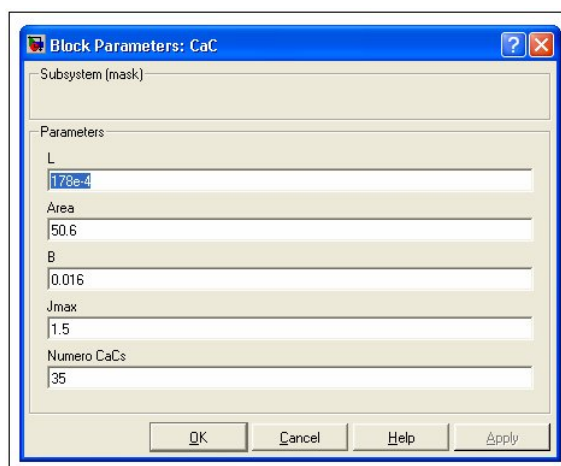 Block Parameters: CaC
Subsystem (mask)
Parameters
L
178e-4
Area
50.6
B
0.016
Jmax
1.5
Numero CaCs
35
OK Cancel Help Apply